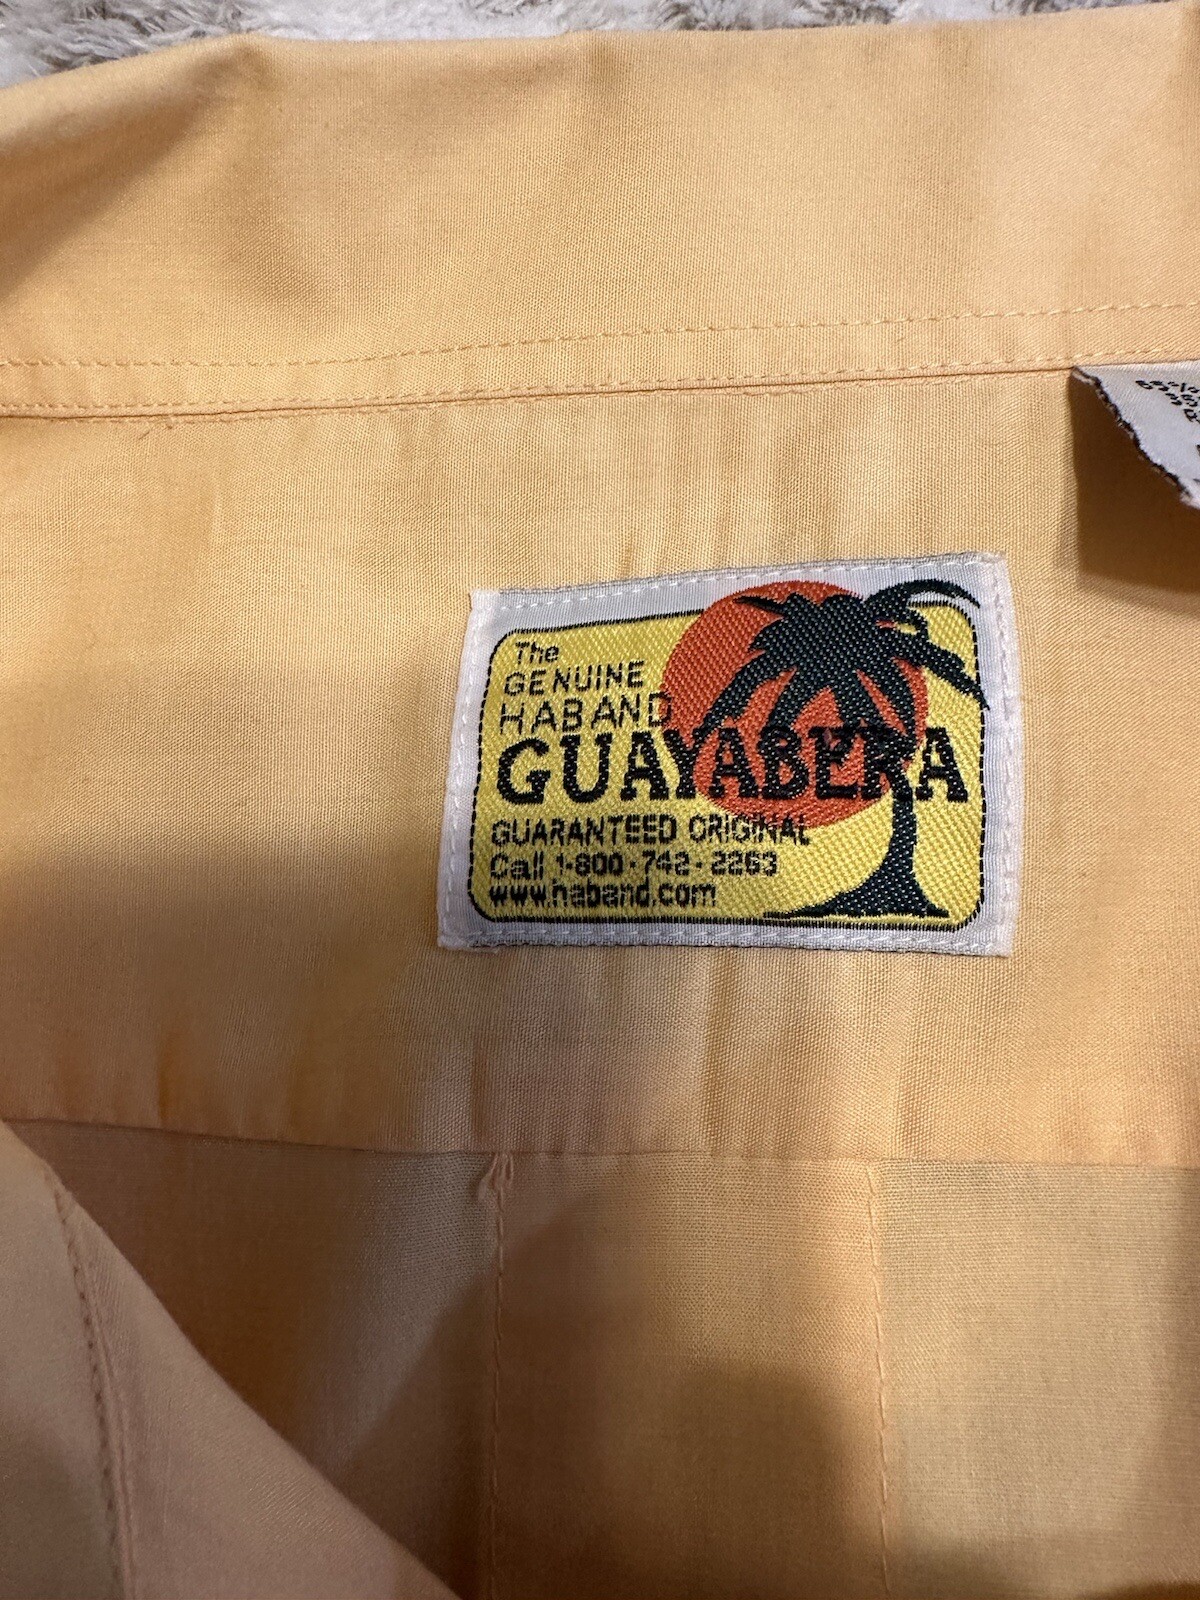 The
GENUINE
HABAND
GUAYABERA
GUARANTEED ORIGINAL
Call 1-800-742-2263
www.haband.com